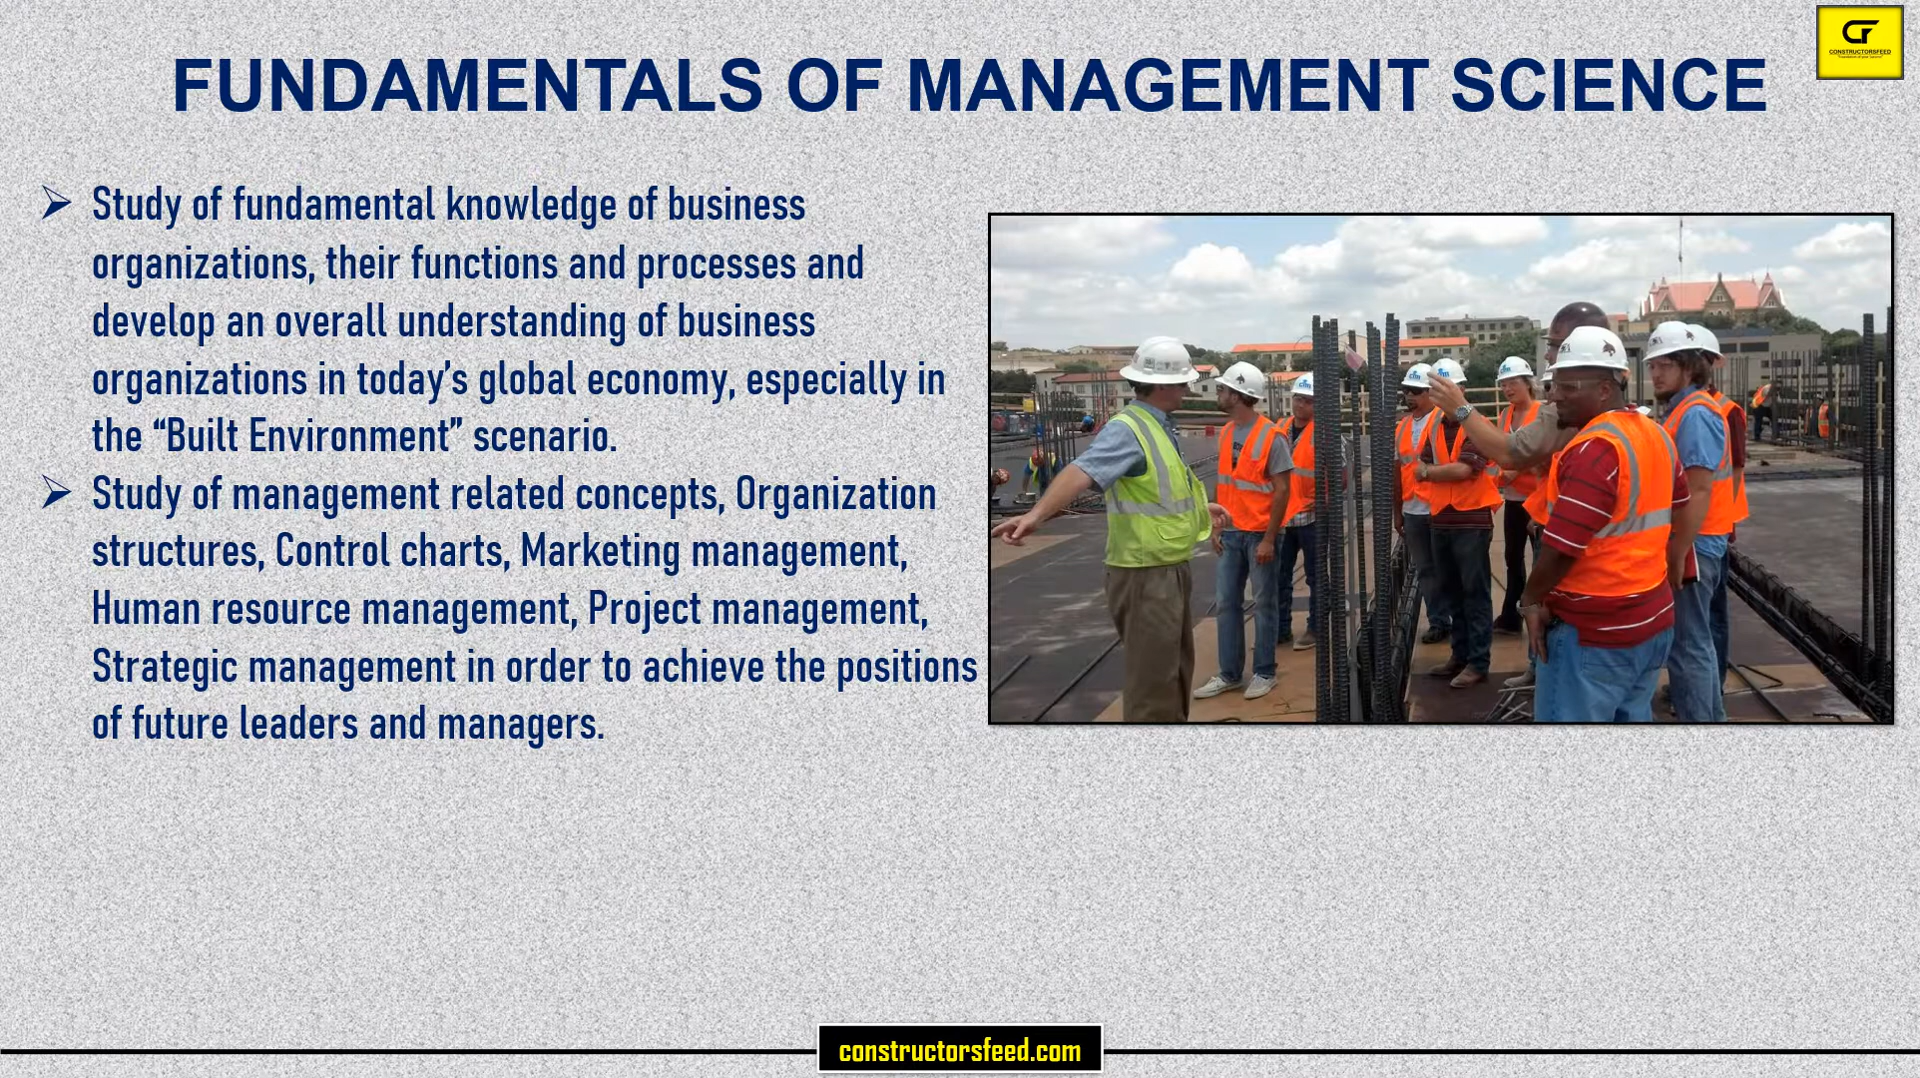 CF
CONSTRUCTORSFEED
FUNDAMENTALS OF MANAGEMENT SCIENCE
➢ Study of fundamental knowledge of business
organizations, their functions and processes and
develop an overall understanding of business
organizations in today’s global economy, especially in
the “Built Environment” scenario.
➢ Study of management related concepts, Organization
structures, Control charts, Marketing management,
Human resource management, Project management,
Strategic management in order to achieve the positions
of future leaders and managers.
constructorsfeed.com